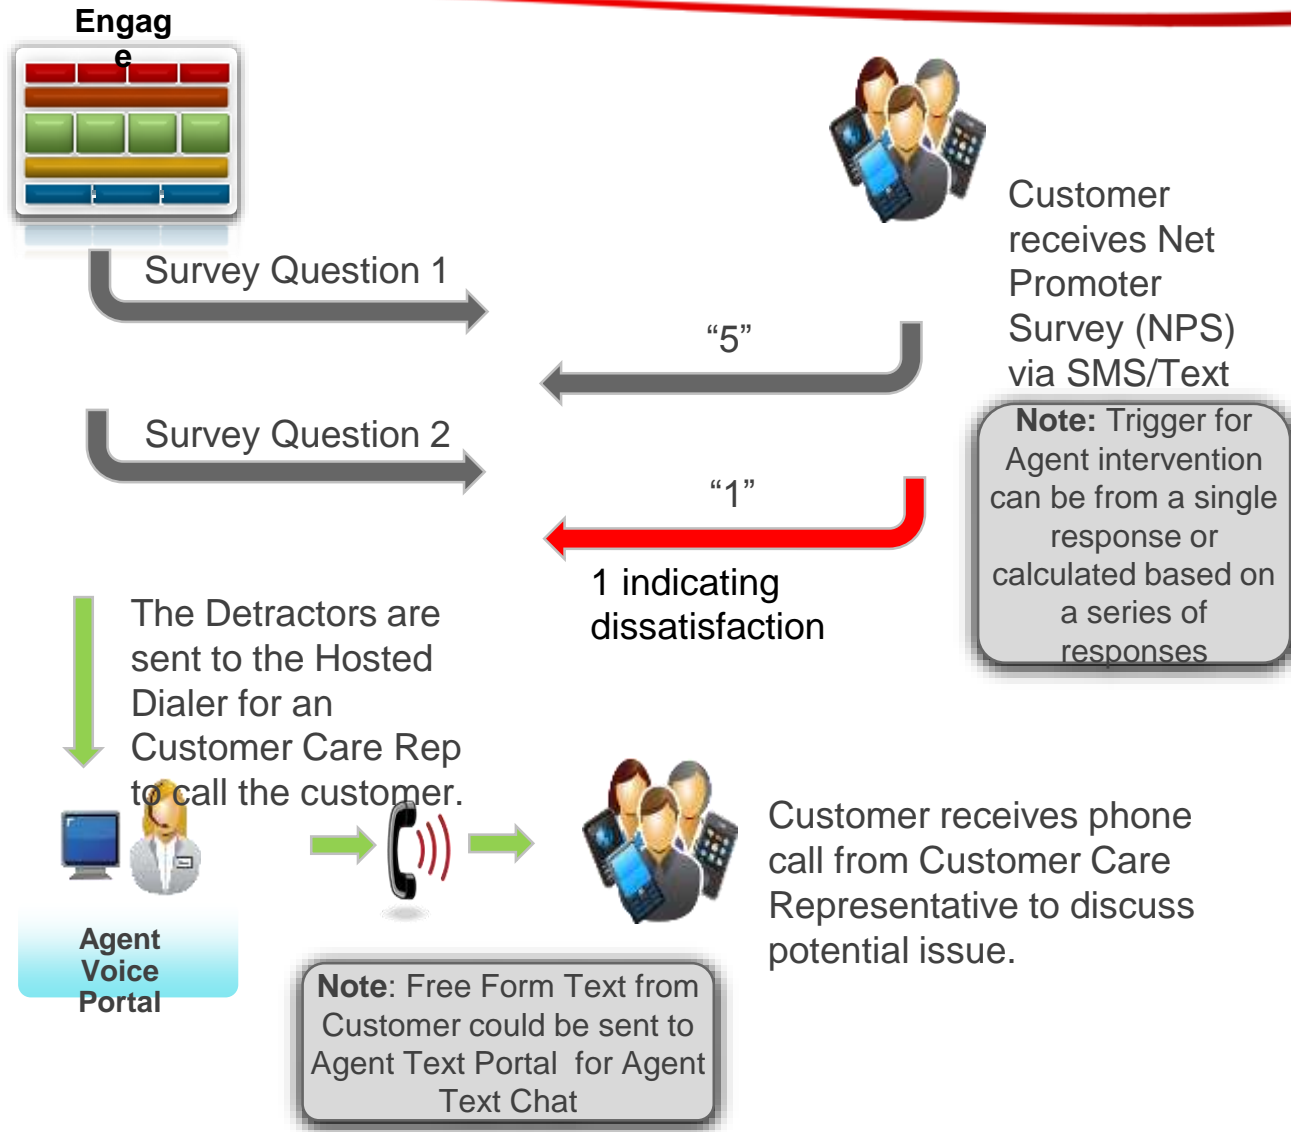 Engag
e
Survey Question 1
“5”
Customer
receives Net
Promoter
Survey (NPS)
via SMS/Text
Survey Question 2
“1”
1 indicating
dissatisfaction
Note: Trigger for
Agent intervention
can be from a single
response or
calculated based on
a series of
responses
The Detractors are
sent to the Hosted
Dialer for an
Customer Care Rep
to call the customer.
Agent
Voice
Portal
Customer receives phone
call from Customer Care
Representative to discuss
potential issue.
Note: Free Form Text from
Customer could be sent to
Agent Text Portal for Agent
Text Chat